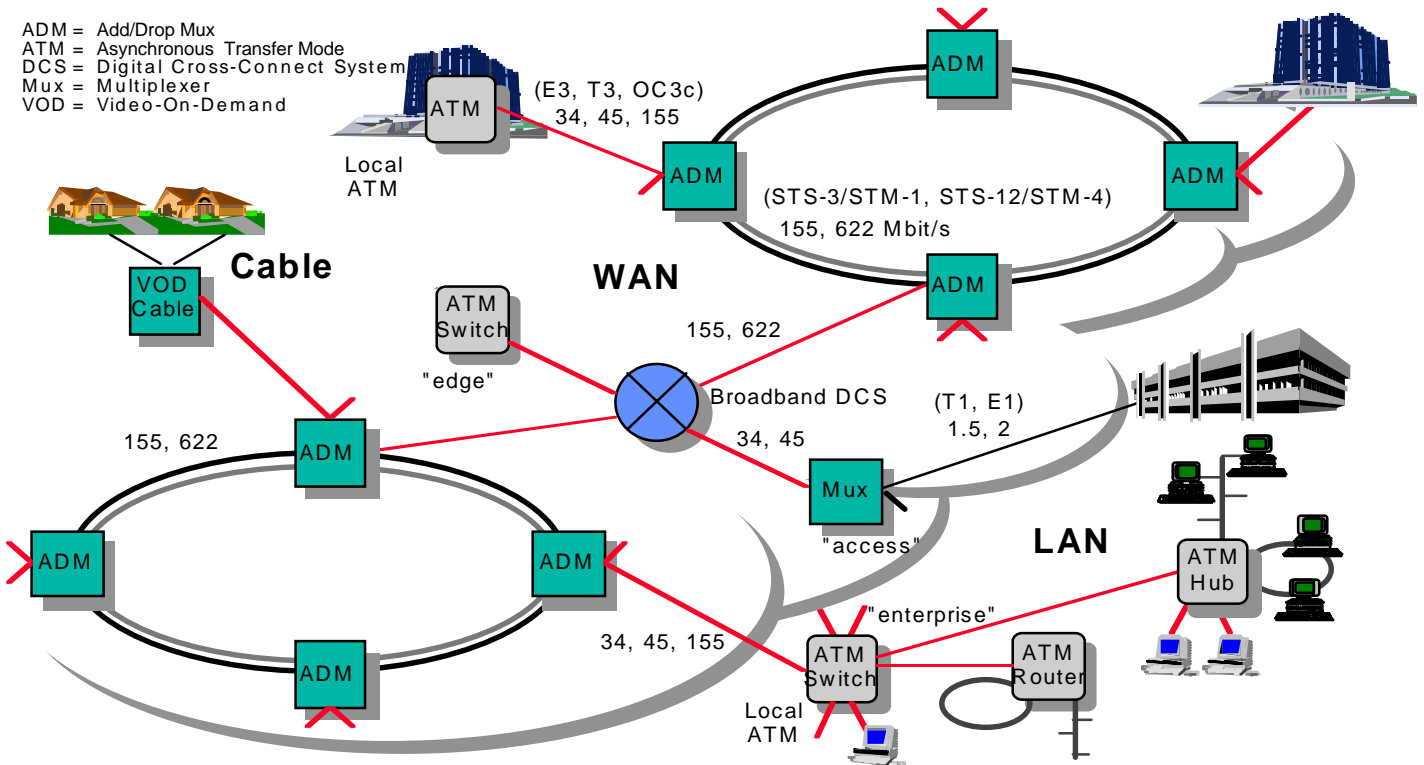 ADM = Add/Drop Mux
ATM = Asynchronous Transfer Mode
DCS = Digital Cross-Connect System
Mux = Multiplexer
VOD = Video-On-Demand
ADM
ATM
(E3, T3, OC3c)
34, 45, 155
Local
ATM
ADM
ADM
(STS-3/STM-1, STS-12/STM-4)
155, 622 Mbit/s
Cable
WAN
VOD
Cable
ATM
Switch
"edge"
ADM
155, 622
Broadband DCS
(T1, E1)
1.5, 2
155, 622
ADM
34, 45
Mux
"access"
LAN
ADM
ADM
ATM
Hub
"enterprise"
34, 45, 155
ADM
ATM
Switch
ATM
Router
Local
ATM